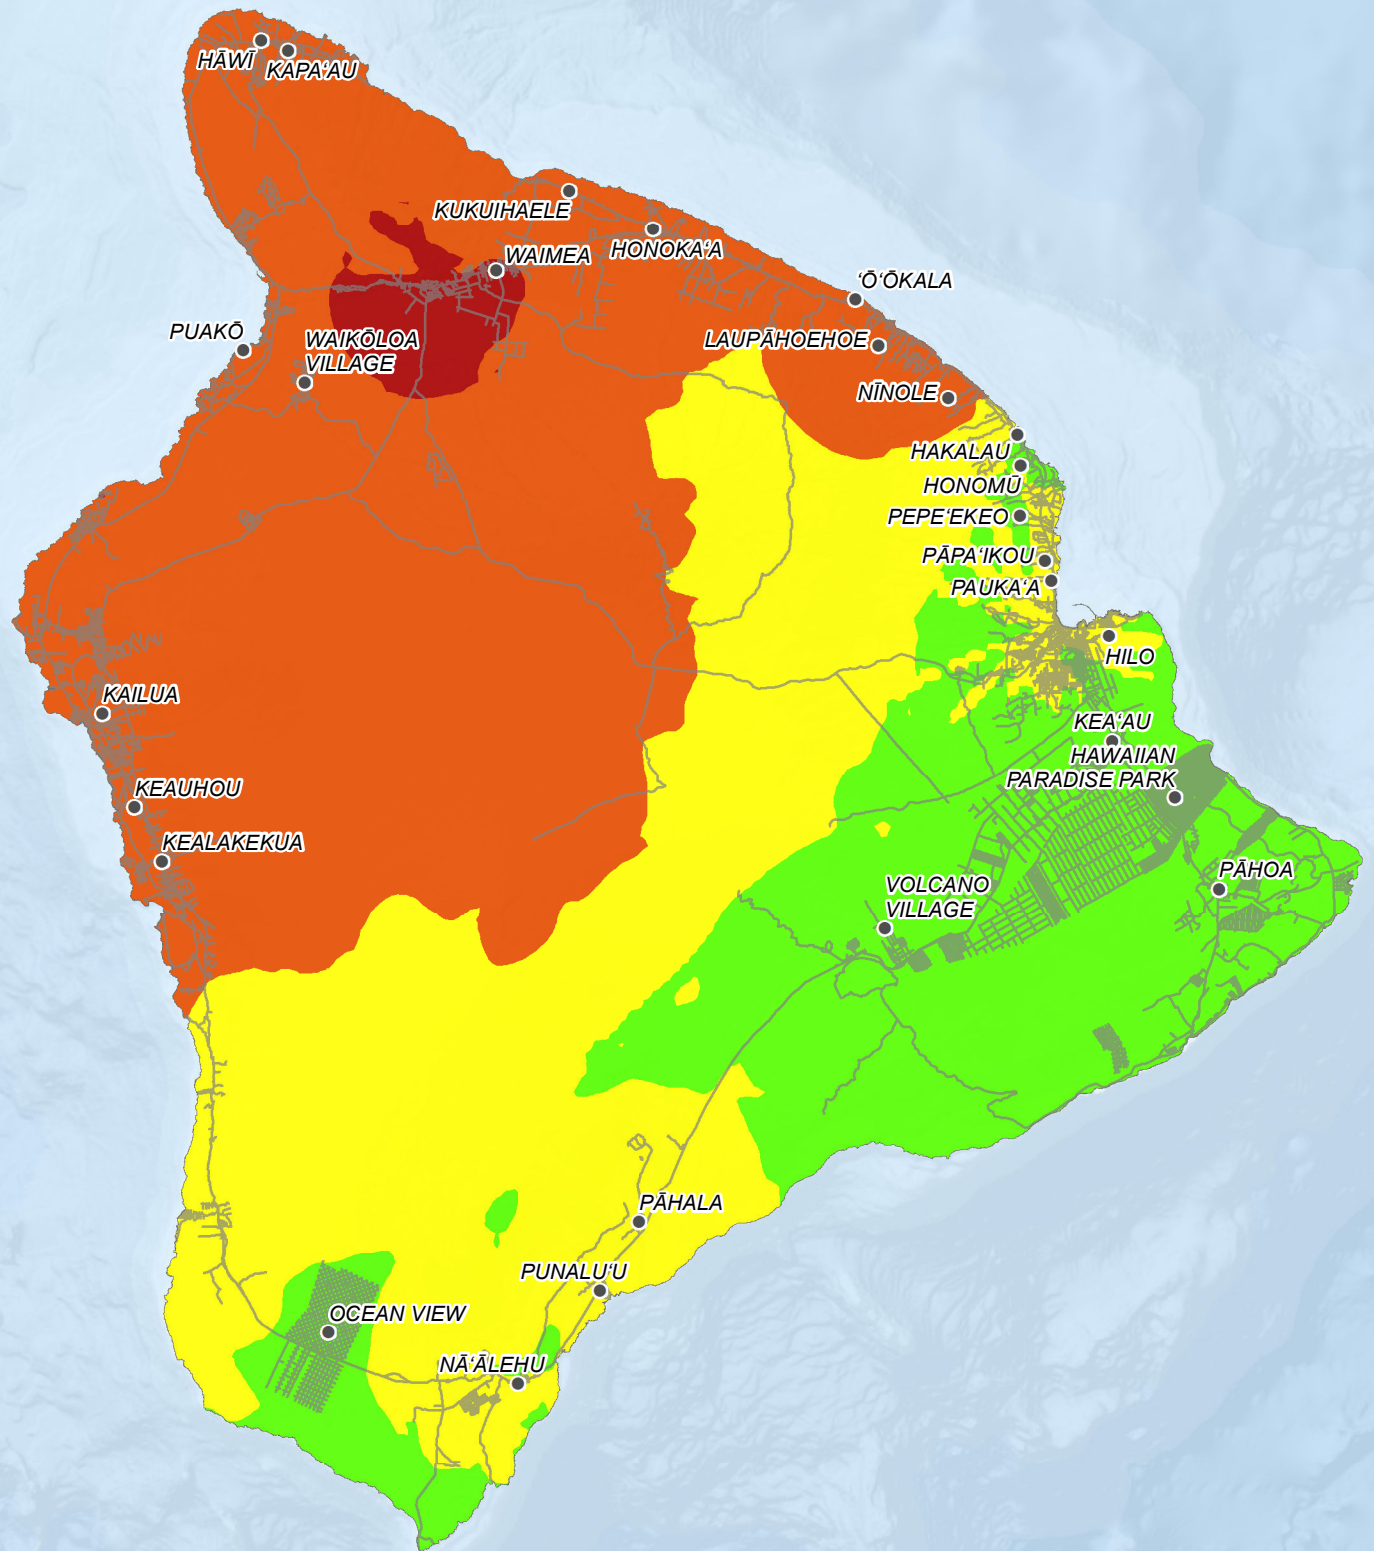 HĀWĪ
KAPAʻAU
KUKUIHAELE
HONOKAʻA
WAIMEA
ʻŌʻŌKALA
PUAKŌ
WAIKŌLOA
VILLAGE
LAUPĀHOEHOE
NĪNOLE
HAKALAU
HONOMŪ
PEPEʻEKEO
PĀPAʻIKOU
PAUKAʻA
HILO
KAILUA
KEAʻAU
HAWAIIAN
PARADISE PARK
KEAUHOU
KEALAKEKUA
PĀHOA
VOLCANO
VILLAGE
PĀHALA
PUNALUʻU
OCEAN VIEW
NĀʻĀLEHU